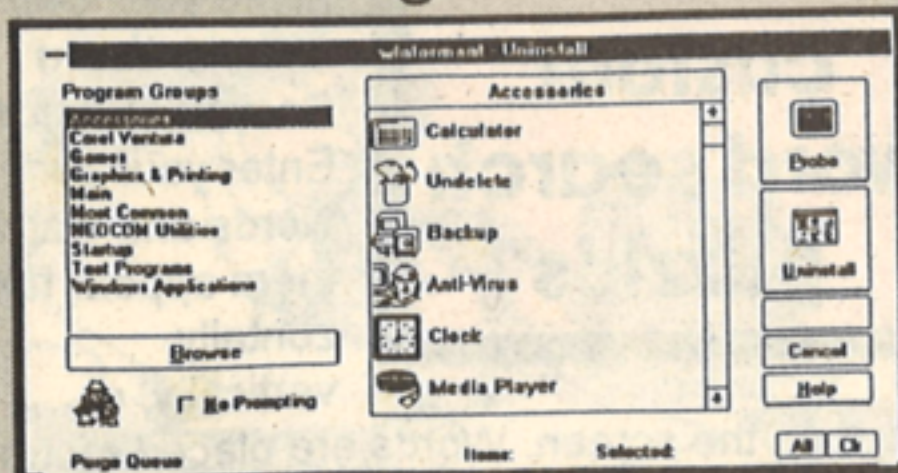 winformant - Uninstall
Program Groups
Accessories
Corel Ventura
Games
Graphics & Printing
Main
Most Common
NEOCOM Utilities
Startup
Test Programs
Windows Applications
Browse
No Prompting
Purge Queue
Accessories
Calculator
Undelete
Backup
Anti-Virus
Clock
Media Player
Items:
Selected:
Probe
Uninstall
Cancel
Help
All